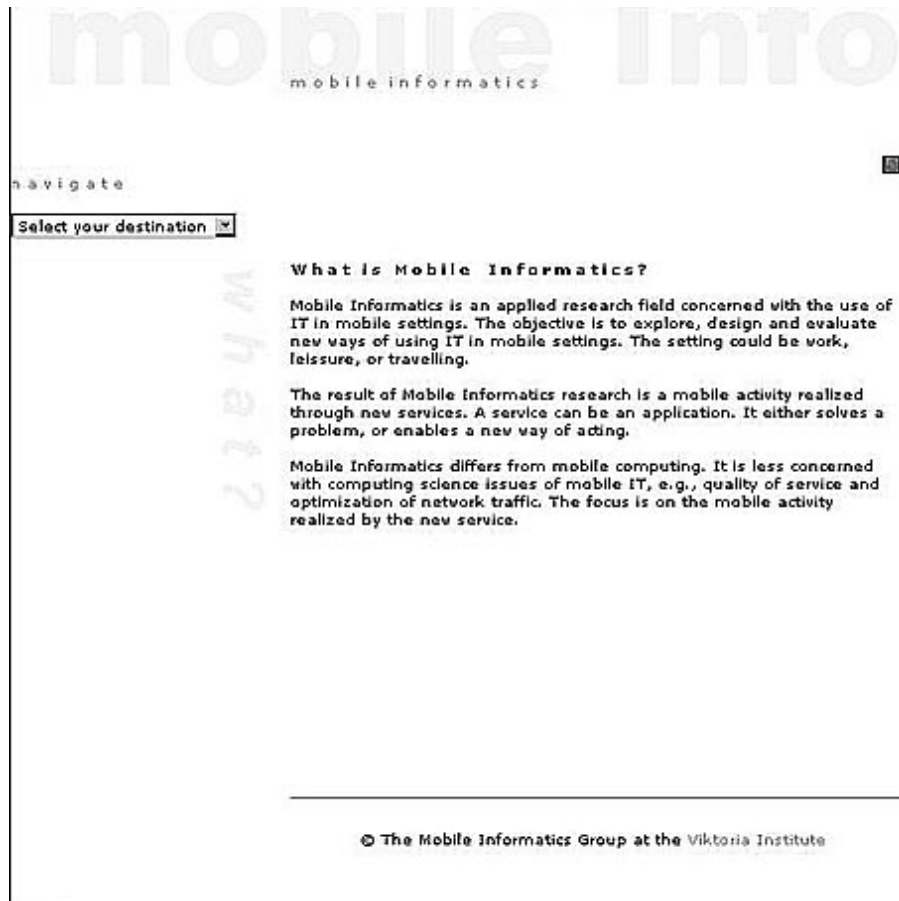 mobile Info
mobile informatics
navigate
Select your destination
what?
What is Mobile Informatics?
Mobile Informatics is an applied research field concerned with the use of
IT in mobile settings. The objective is to explore, design and evaluate
new ways of using IT in mobile settings. The setting could be work,
leissure, or travelling.
The result of Mobile Informatics research is a mobile activity realized
through new services. A service can be an application. It either solves a
problem, or enables a new way of acting.
Mobile Informatics differs from mobile computing. It is less concerned
with computing science issues of mobile IT, e.g., quality of service and
optimization of network traffic. The focus is on the mobile activity
realized by the new service.
© The Mobile Informatics Group at the Viktoria Institute